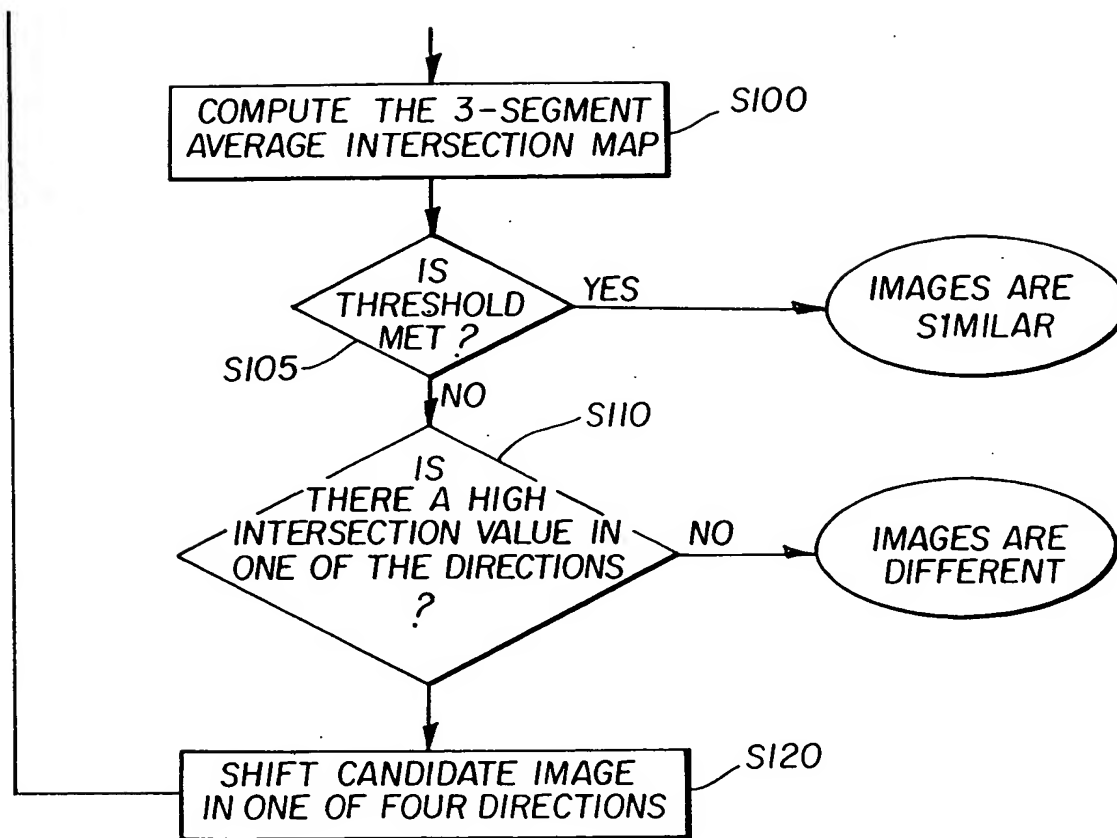 COMPUTE THE 3-SEGMENT
AVERAGE INTERSECTION MAP
S100
IS
THRESHOLD
MET ?
S105
YES
IMAGES ARE
SIMILAR
NO
S110
IS
THERE A HIGH
INTERSECTION VALUE IN
ONE OF THE DIRECTIONS
?
NO
IMAGES ARE
DIFFERENT
SHIFT CANDIDATE IMAGE
IN ONE OF FOUR DIRECTIONS
S120